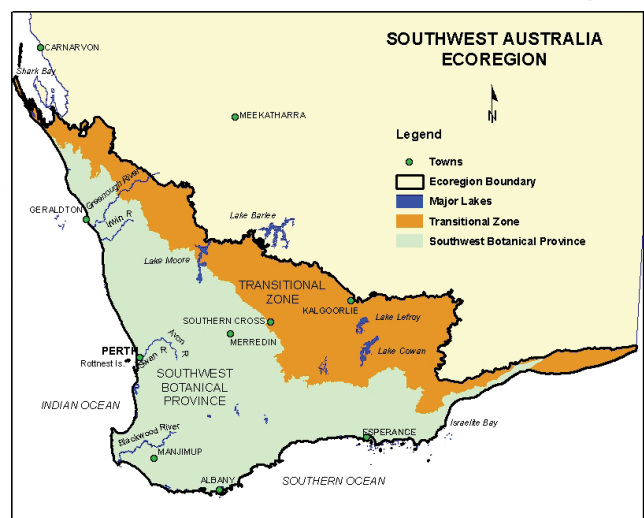 SOUTHWEST AUSTRALIA
ECOREGION
N
Legend
Towns
Ecoregion Boundary
Major Lakes
Transitional Zone
Southwest Botanical Province
CARNARVON
Shark Bay
MEEKATHARRA
Greenough River
GERALDTON
Irwin R
Lake Barlee
Lake Moore
TRANSITIONAL
ZONE
KALGOORLIE
SOUTHERN CROSS
Lake Lefroy
MERREDIN
Avon R
PERTH
Swan R
Rottnest Is.
Lake Cowan
SOUTHWEST
BOTANICAL
PROVINCE
INDIAN OCEAN
Israelite Bay
Blackwood River
ESPERANCE
MANJIMUP
ALBANY
SOUTHERN OCEAN